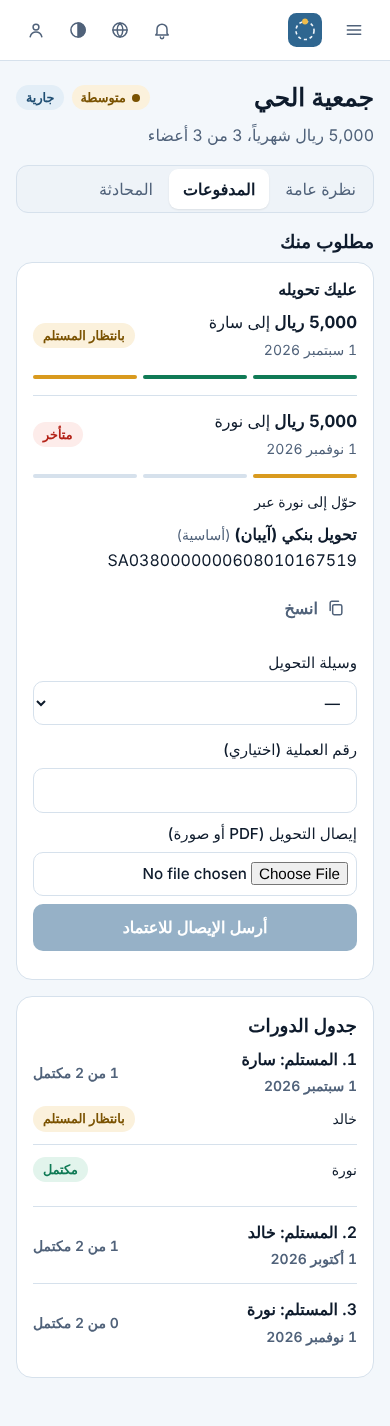 جمعية الحي
متوسطة
جارية
5,000 ريال شهرياً، 3 من 3 أعضاء
نظرة عامة
المدفوعات
المحادثة
مطلوب منك
عليك تحويله
5,000 ريال إلى سارة
1 سبتمبر 2026
بانتظار المستلم
5,000 ريال إلى نورة
1 نوفمبر 2026
متأخر
حوّل إلى نورة عبر
تحويل بنكي (آيبان) (أساسية)
SA0380000000608010167519
انسخ
وسيلة التحويل
—
رقم العملية (اختياري)
إيصال التحويل (PDF أو صورة)
Choose File No file chosen
أرسل الإيصال للاعتماد
جدول الدورات
1. المستلم: سارة
1 سبتمبر 2026
1 من 2 مكتمل
خالد
بانتظار المستلم
نورة
مكتمل
2. المستلم: خالد
1 أكتوبر 2026
1 من 2 مكتمل
3. المستلم: نورة
1 نوفمبر 2026
0 من 2 مكتمل